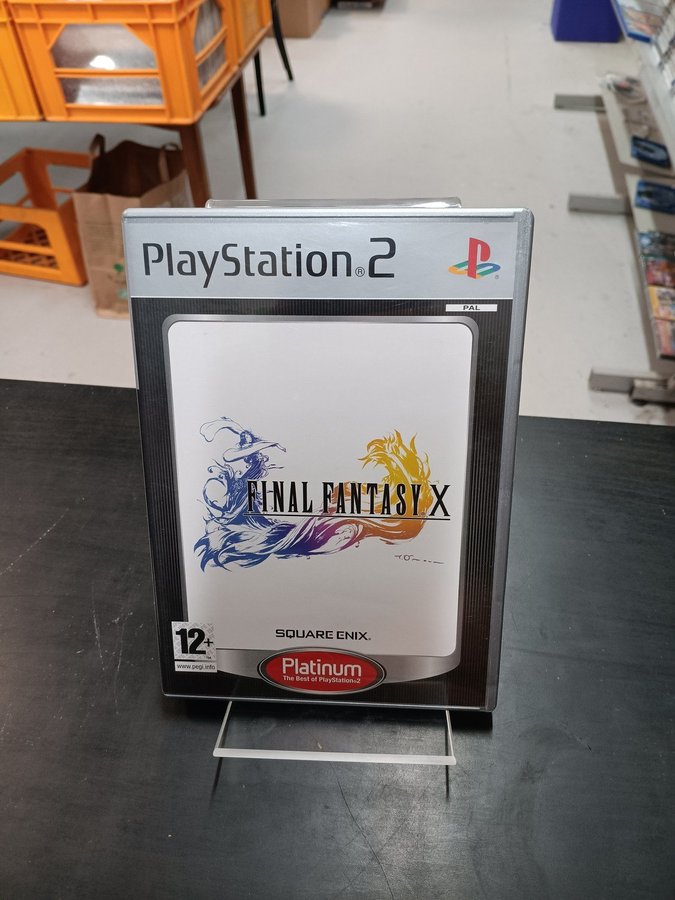 PlayStation®2
PAL
FINAL FANTASY X
SQUARE ENIX®
12+
www.pegi.info
Platinum
The Best of PlayStation®2